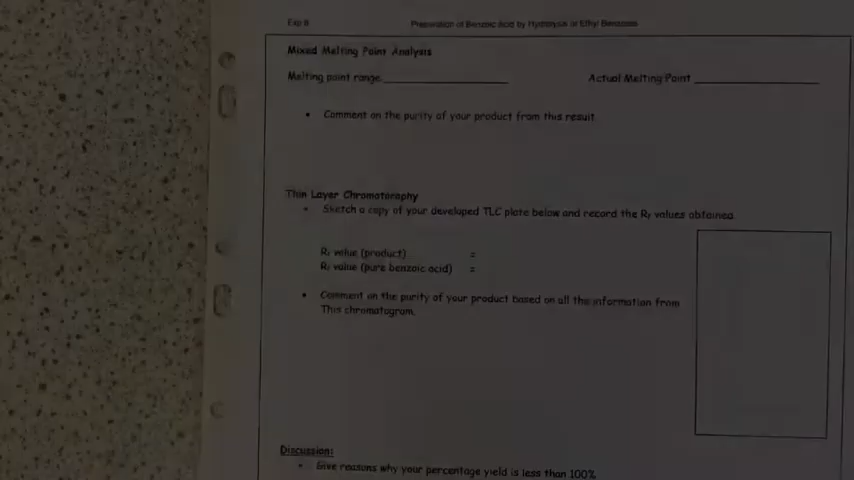 Exp 9 Preparation of Benzoic Acid by Hydrolysis of Ethyl Benzoate
Mixed Melting Point Analysis
Melting point range Actual Melting Point
• Comment on the purity of your product from this result
Thin Layer Chromatoraphy
• Sketch a copy of your developed TLC plate below and record the Rf values obtained
Rf value (product) =
Rf value (pure benzoic acid) =
• Comment on the purity of your product based on all the information from
This chromatogram.
Discussion:
• Give reasons why your percentage yield is less than 100%